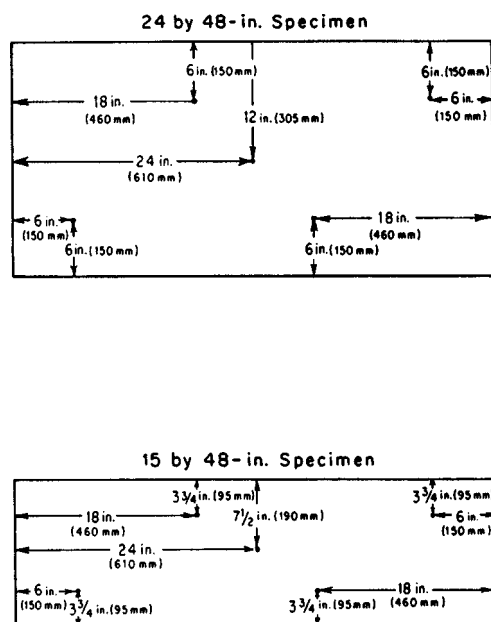 24 by 48-in. Specimen
6 in. (150 mm)
6 in. (150 mm)
18 in.
(460 mm)
6 in.
(150 mm)
12 in. (305 mm)
24 in.
(610 mm)
6 in.
(150 mm)
18 in.
(460 mm)
6 in. (150 mm)
6 in. (150 mm)
15 by 48-in. Specimen
3 3/4 in. (95 mm)
3 3/4 in. (95 mm)
18 in.
(460 mm)
7 1/2 in. (190 mm)
6 in.
(150 mm)
24 in.
(610 mm)
6 in.
(150 mm)
18 in.
(460 mm)
3 3/4 in. (95 mm)
3 3/4 in. (95 mm)